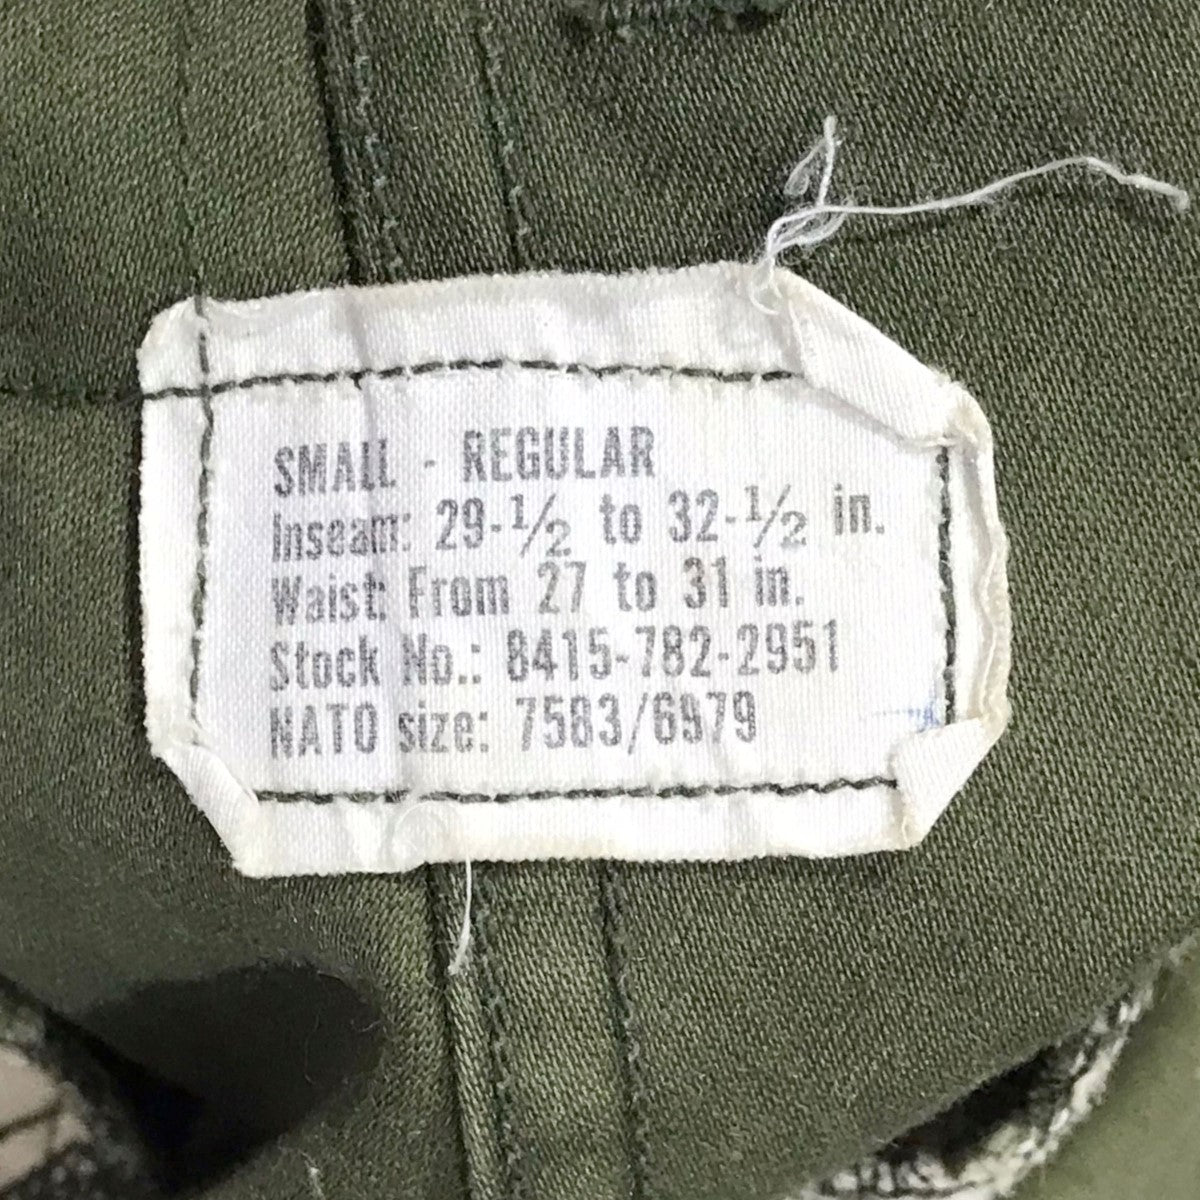 SMALL - REGULAR
Inseam: 29-1/2 to 32-1/2 in.
Waist: From 27 to 31 in.
Stock No.: 8415-782-2951
NATO size: 7583/6979